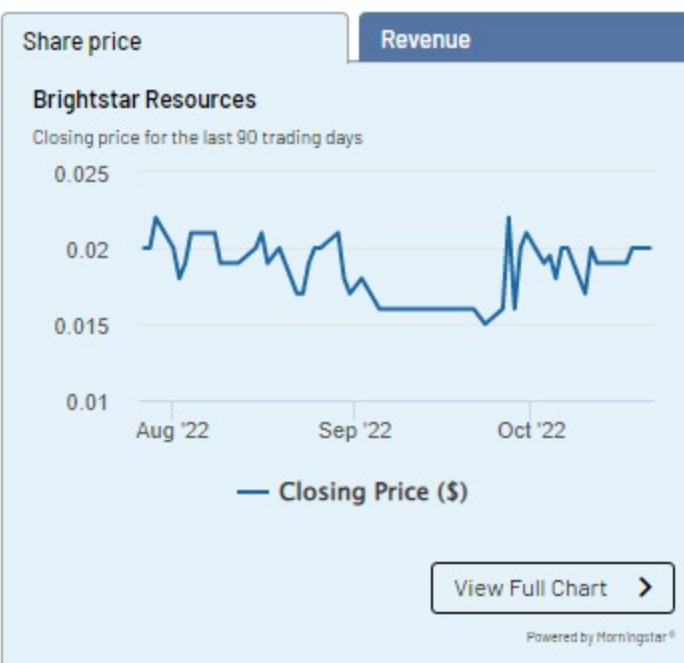 Share price
Revenue
Brightstar Resources
Closing price for the last 90 trading days
0.025
0.02
0.015
0.01
Aug '22 Sep '22 Oct '22
Closing Price ($)
View Full Chart
Powered by Morningstar®